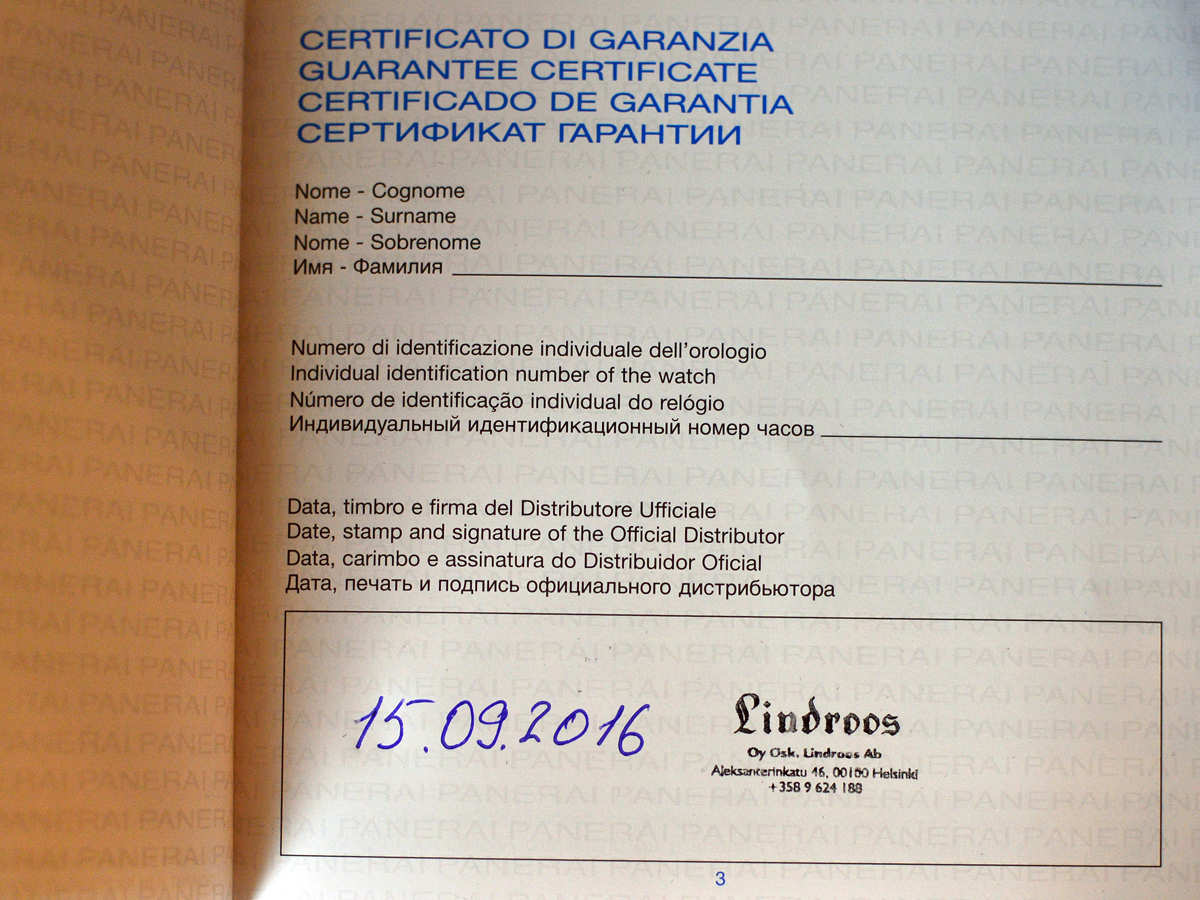 CERTIFICATO DI GARANZIA
GUARANTEE CERTIFICATE
CERTIFICADO DE GARANTIA
СЕРТИФИКАТ ГАРАНТИИ
Nome - Cognome
Name - Surname
Nome - Sobrenome
Имя - Фамилия
Numero di identificazione individuale dell'orologio
Individual identification number of the watch
Número de identificação individual do relógio
Индивидуальный идентификационный номер часов
Data, timbro e firma del Distributore Ufficiale
Date, stamp and signature of the Official Distributor
Data, carimbo e assinatura do Distribuidor Oficial
Дата, печать и подпись официального дистрибьютора
15.09.2016
Lindroos
Oy Osk. Lindroos Ab
Aleksanterinkatu 46, 00100 Helsinki
+358 9 624 188
3